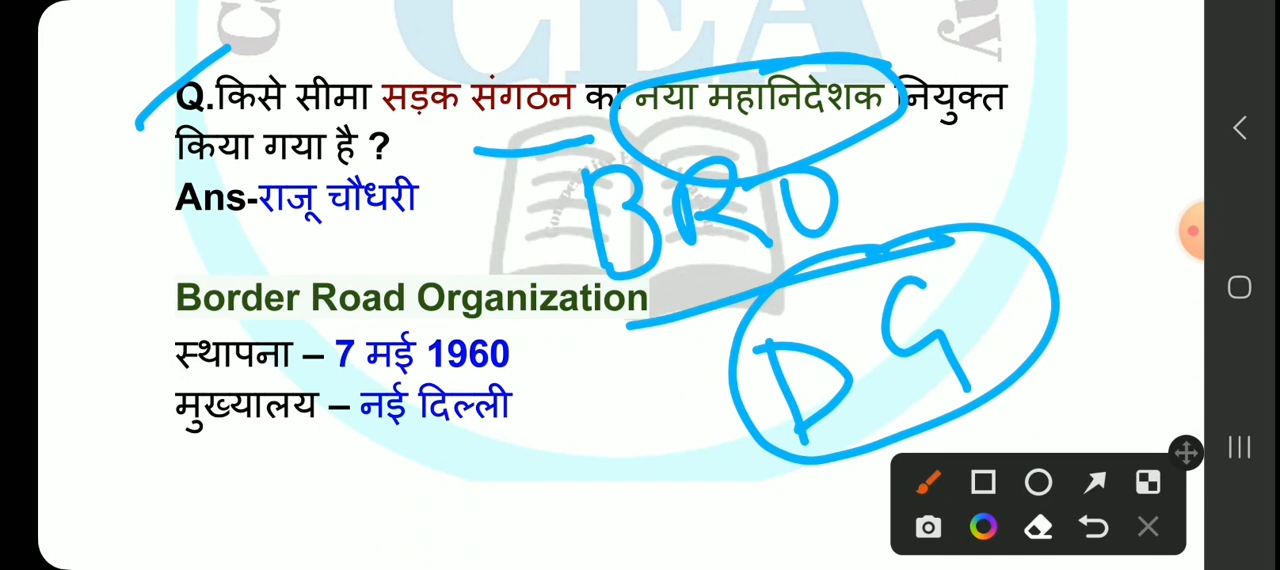 CEA
Q.किसे सीमा सड़क संगठन का नया महानिदेशक नियुक्त
किया गया है ?
Ans-राजू चौधरी
BRO
Border Road Organization
DG
स्थापना – 7 मई 1960
मुख्यालय – नई दिल्ली